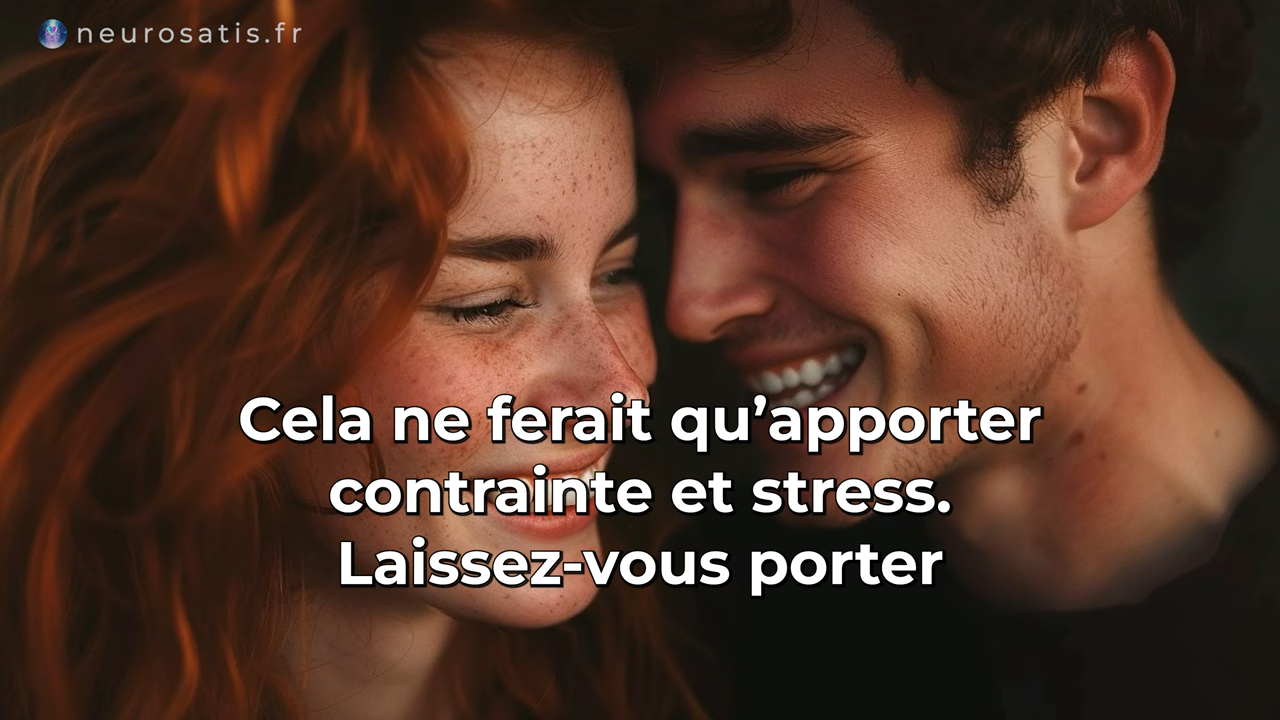 neurosatis.fr
Cela ne ferait qu’apporter
contrainte et stress.
Laissez-vous porter